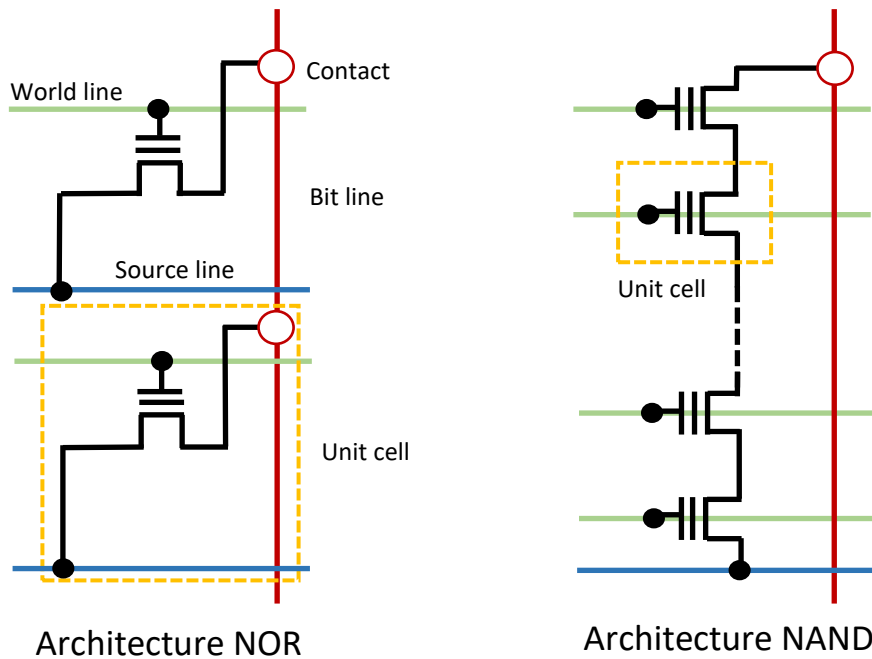 Contact
World line
Bit line
Source line
Unit cell
Architecture NOR
Unit cell
Architecture NAND